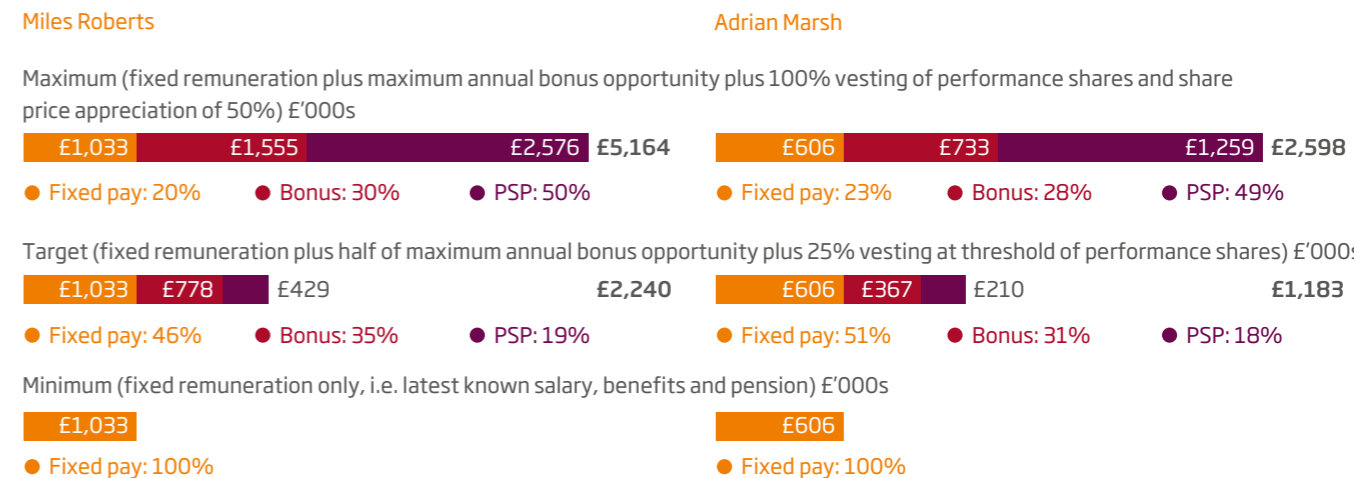 Miles Roberts
Adrian Marsh
Maximum (fixed remuneration plus maximum annual bonus opportunity plus 100% vesting of performance shares and share
price appreciation of 50%) £'000s
£1,033 £1,555 £2,576 £5,164
£606 £733 £1,259 £2,598
● Fixed pay: 20% ● Bonus: 30% ● PSP: 50%
● Fixed pay: 23% ● Bonus: 28% ● PSP: 49%
Target (fixed remuneration plus half of maximum annual bonus opportunity plus 25% vesting at threshold of performance shares) £'000s
£1,033 £778 £429 £2,240
£606 £367 £210 £1,183
● Fixed pay: 46% ● Bonus: 35% ● PSP: 19%
● Fixed pay: 51% ● Bonus: 31% ● PSP: 18%
Minimum (fixed remuneration only, i.e. latest known salary, benefits and pension) £'000s
£1,033
£606
● Fixed pay: 100%
● Fixed pay: 100%